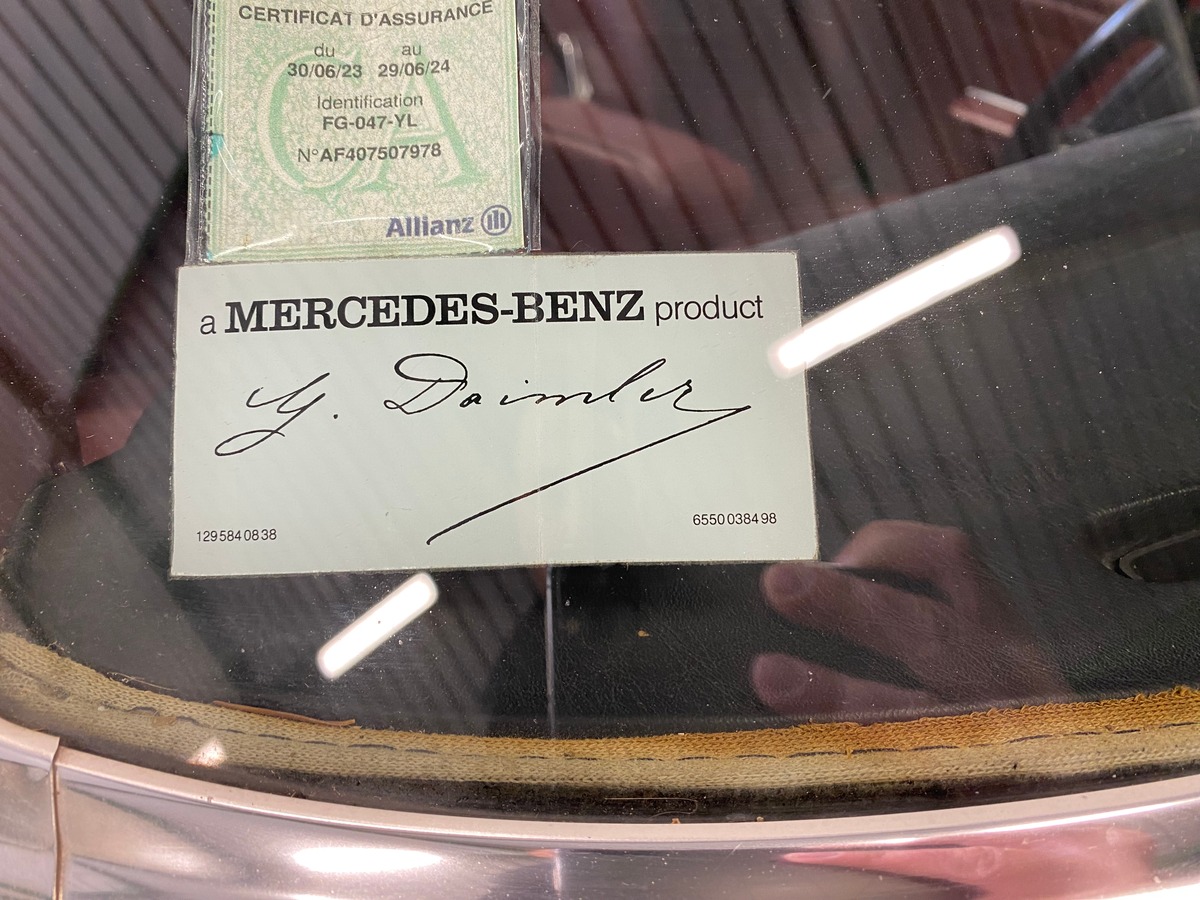 CERTIFICAT D'ASSURANCE
du au
30/06/23 29/06/24
Identification
FG-047-YL
N°AF407507978
CA
Allianz
a MERCEDES-BENZ product
G. Daimler
1295840838
6550038498